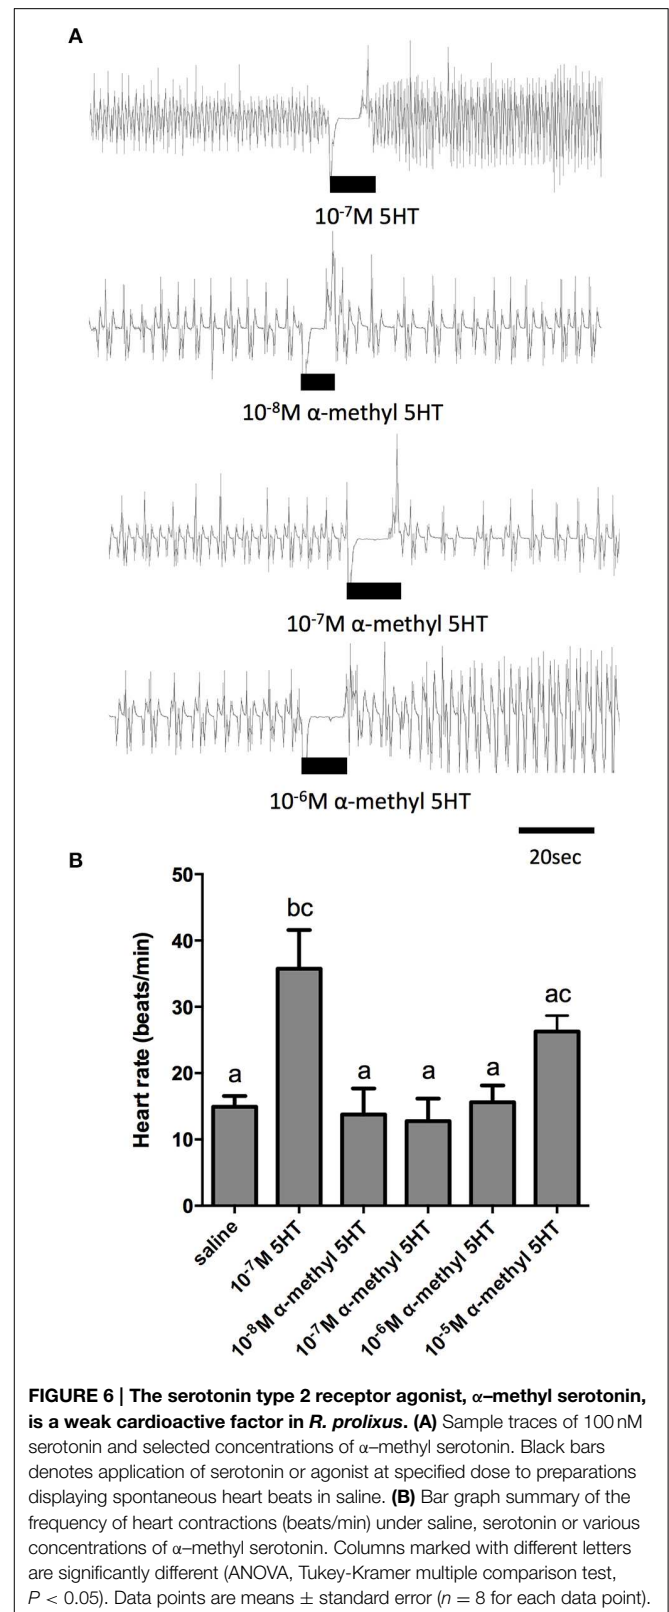 A
10⁻⁷M 5HT
10⁻⁸M α-methyl 5HT
10⁻⁷M α-methyl 5HT
10⁻⁶M α-methyl 5HT
20sec
B
Heart rate (beats/min)
50
40
30
20
10
0
a
bc
a
a
a
ac
saline
10⁻⁷M 5HT
10⁻⁸M α-methyl 5HT
10⁻⁷M α-methyl 5HT
10⁻⁶M α-methyl 5HT
10⁻⁵M α-methyl 5HT
FIGURE 6 | The serotonin type 2 receptor agonist, α–methyl serotonin,
is a weak cardioactive factor in R. prolixus. (A) Sample traces of 100 nM
serotonin and selected concentrations of α–methyl serotonin. Black bars
denotes application of serotonin or agonist at specified dose to preparations
displaying spontaneous heart beats in saline. (B) Bar graph summary of the
frequency of heart contractions (beats/min) under saline, serotonin or various
concentrations of α–methyl serotonin. Columns marked with different letters
are significantly different (ANOVA, Tukey-Kramer multiple comparison test,
P < 0.05). Data points are means ± standard error (n = 8 for each data point).